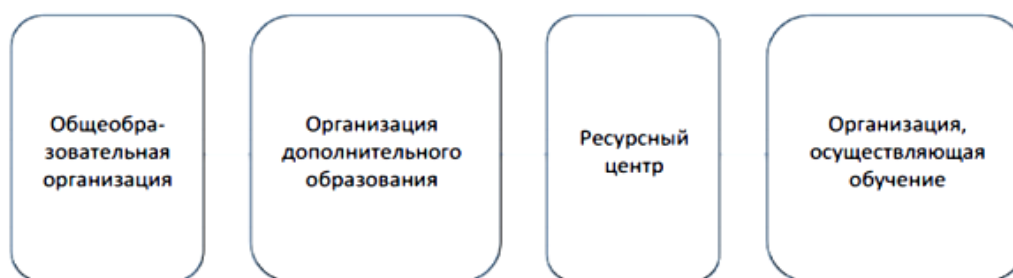 Общеобра-
зовательная
организация
Организация
дополнительного
образования
Ресурсный
центр
Организация,
осуществляющая
обучение